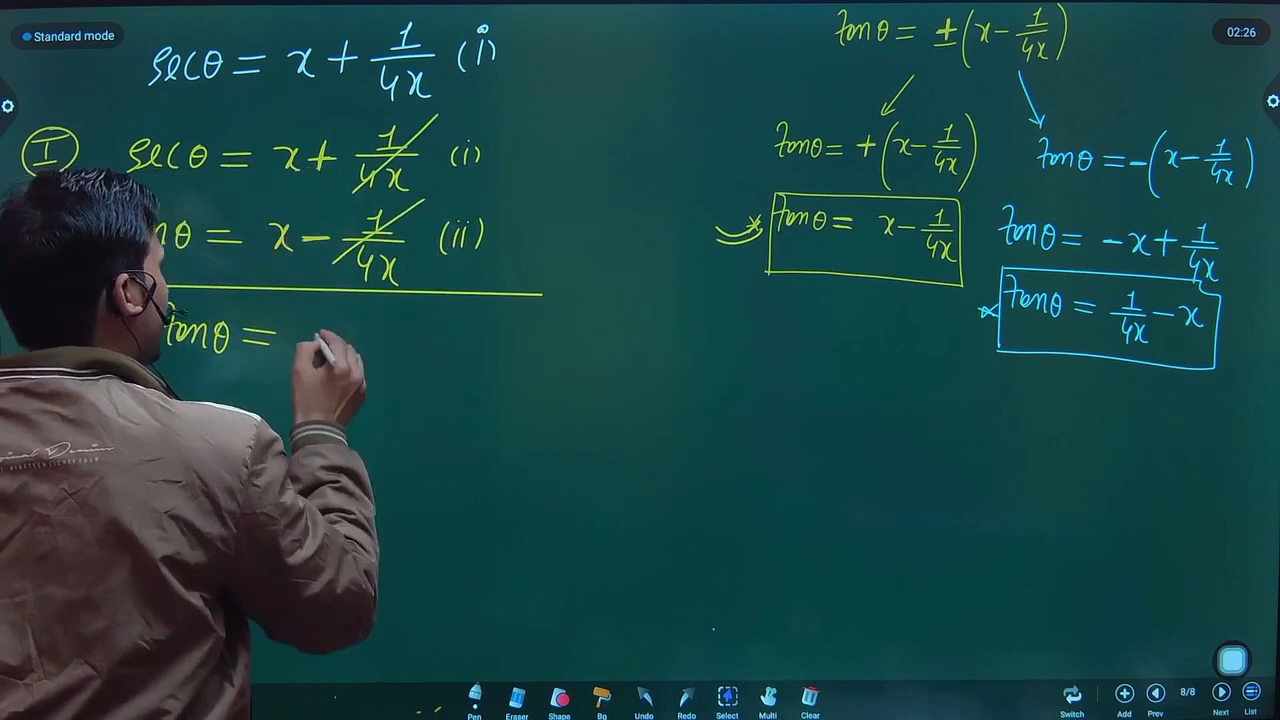 Standard mode
02:26
secθ = x + 1/4x (i)
I secθ = x + 1/4x (i)
nθ = x - 1/4x (ii)
tanθ =
tanθ = ±(x - 1/4x)
tanθ = +(x - 1/4x)
tanθ = -(x - 1/4x)
tanθ = x - 1/4x
tanθ = -x + 1/4x
tanθ = 1/4x - x
Pen Eraser Shape Bg Undo Redo Select Multi Clear
Switch Add Prev 8/8 Next List